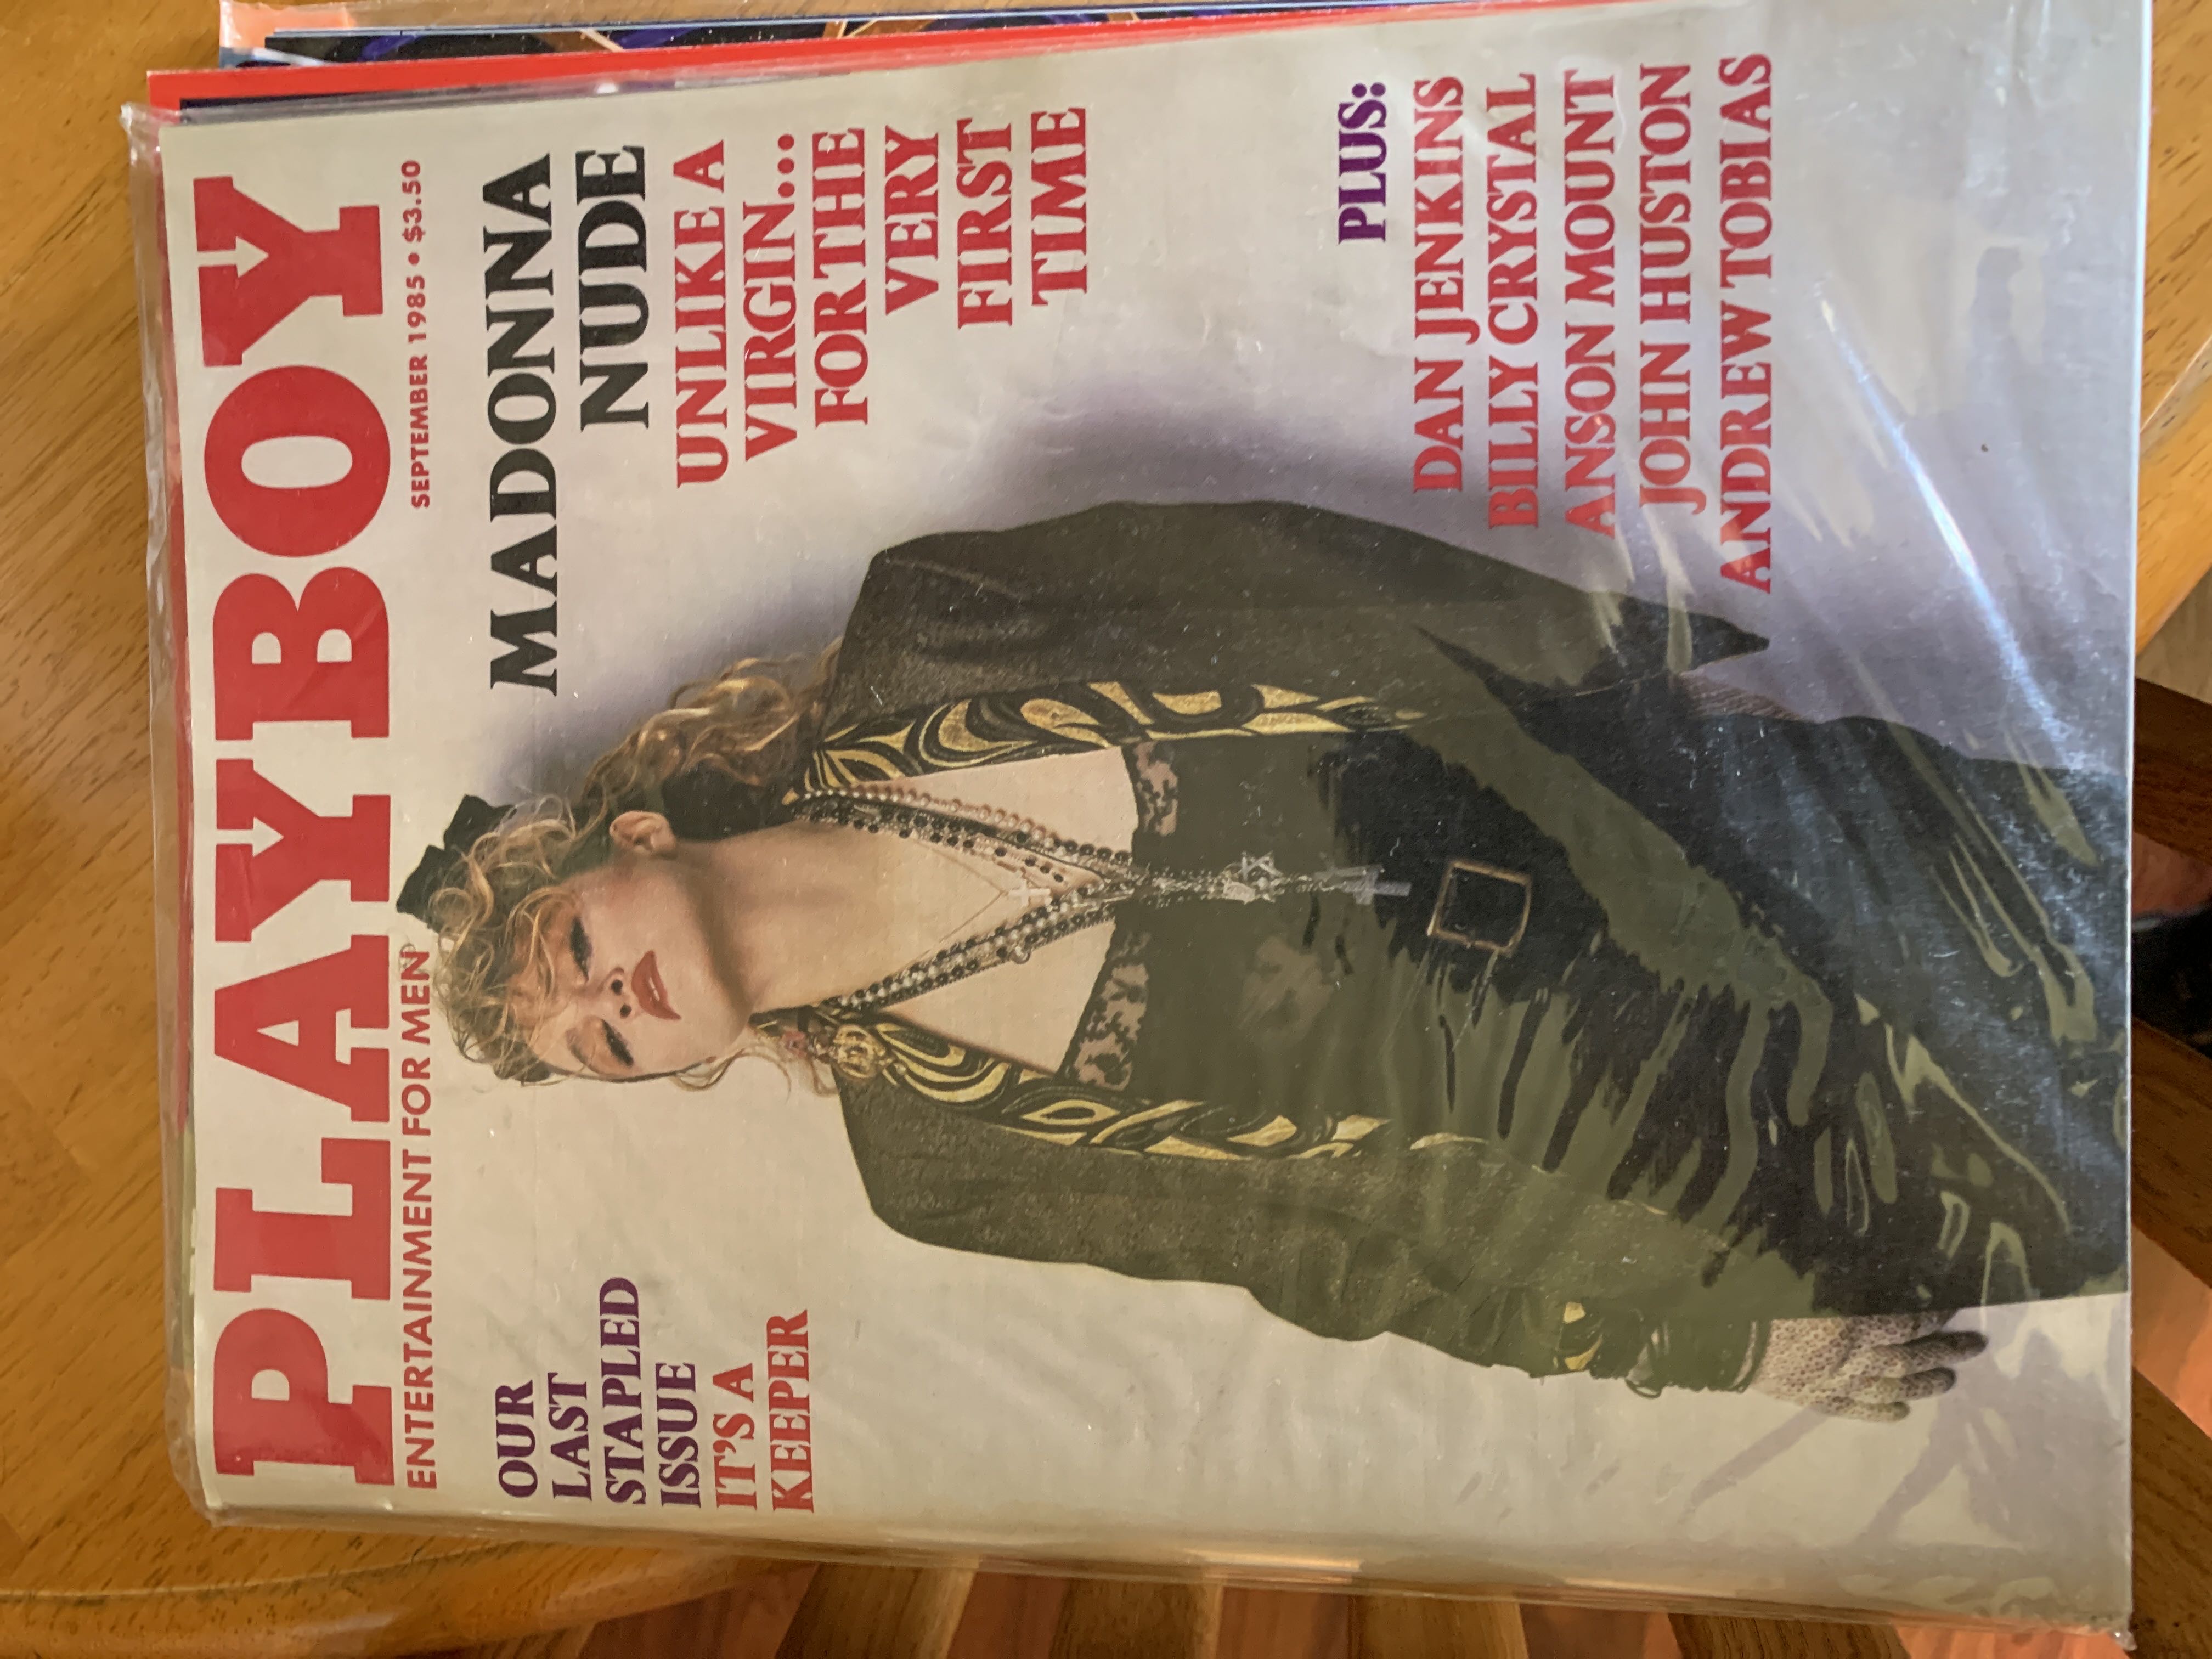 PLAYBOY
ENTERTAINMENT FOR MEN
SEPTEMBER 1985 • $3.50
OUR
LAST
STAPLED
ISSUE
IT'S A
KEEPER
MADONNA
NUDE
UNLIKE A
VIRGIN...
FOR THE
VERY
FIRST
TIME
PLUS:
DAN JENKINS
BILLY CRYSTAL
ANSON MOUNT
JOHN HUSTON
ANDREW TOBIAS